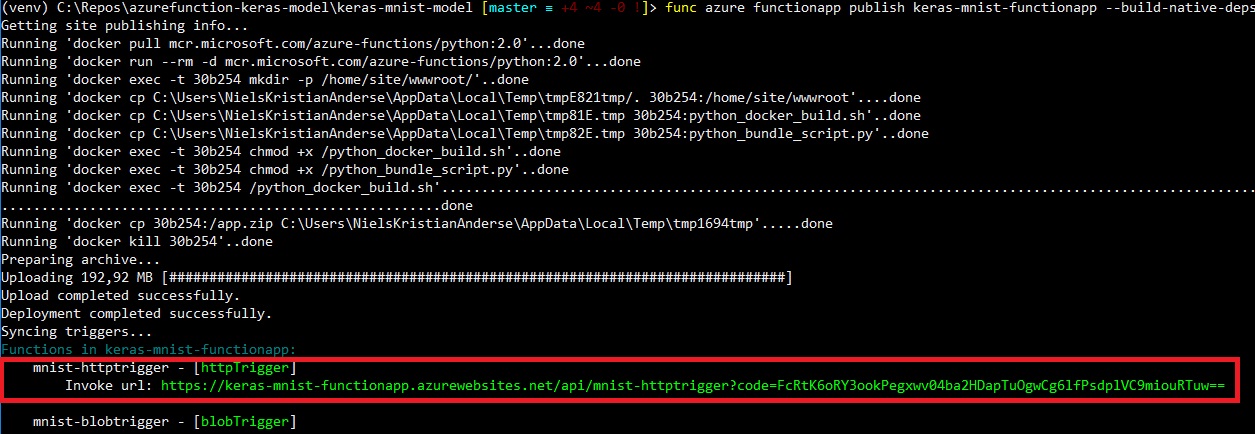 (venv) C:\Repos\azurefunction-keras-model\keras-mnist-model [master ≡ +4 ~4 -0 !]> func azure functionapp publish keras-mnist-functionapp --build-native-deps
Getting site publishing info...
Running 'docker pull mcr.microsoft.com/azure-functions/python:2.0'...done
Running 'docker run --rm -d mcr.microsoft.com/azure-functions/python:2.0'...done
Running 'docker exec -t 30b254 mkdir -p /home/site/wwwroot/'..done
Running 'docker cp C:\Users\NielsKristianAnderse\AppData\Local\Temp\tmpE821tmp/. 30b254:/home/site/wwwroot'....done
Running 'docker cp C:\Users\NielsKristianAnderse\AppData\Local\Temp\tmp81E.tmp 30b254:python_docker_build.sh'..done
Running 'docker cp C:\Users\NielsKristianAnderse\AppData\Local\Temp\tmp82E.tmp 30b254:python_bundle_script.py'..done
Running 'docker exec -t 30b254 chmod +x /python_docker_build.sh'..done
Running 'docker exec -t 30b254 chmod +x /python_bundle_script.py'..done
Running 'docker exec -t 30b254 /python_docker_build.sh'.....................................................................................................
.......................................................done
Running 'docker cp 30b254:/app.zip C:\Users\NielsKristianAnderse\AppData\Local\Temp\tmp1694tmp'.....done
Running 'docker kill 30b254'..done
Preparing archive...
Uploading 192,92 MB [#############################################################################]
Upload completed successfully.
Deployment completed successfully.
Syncing triggers...
Functions in keras-mnist-functionapp:
mnist-httptrigger - [httpTrigger]
Invoke url: https://keras-mnist-functionapp.azurewebsites.net/api/mnist-httptrigger?code=FcRtK6oRY3ookPegxwv04ba2HDapTuOgwCg6lfPsdplVC9miouRTuw==
mnist-blobtrigger - [blobTrigger]